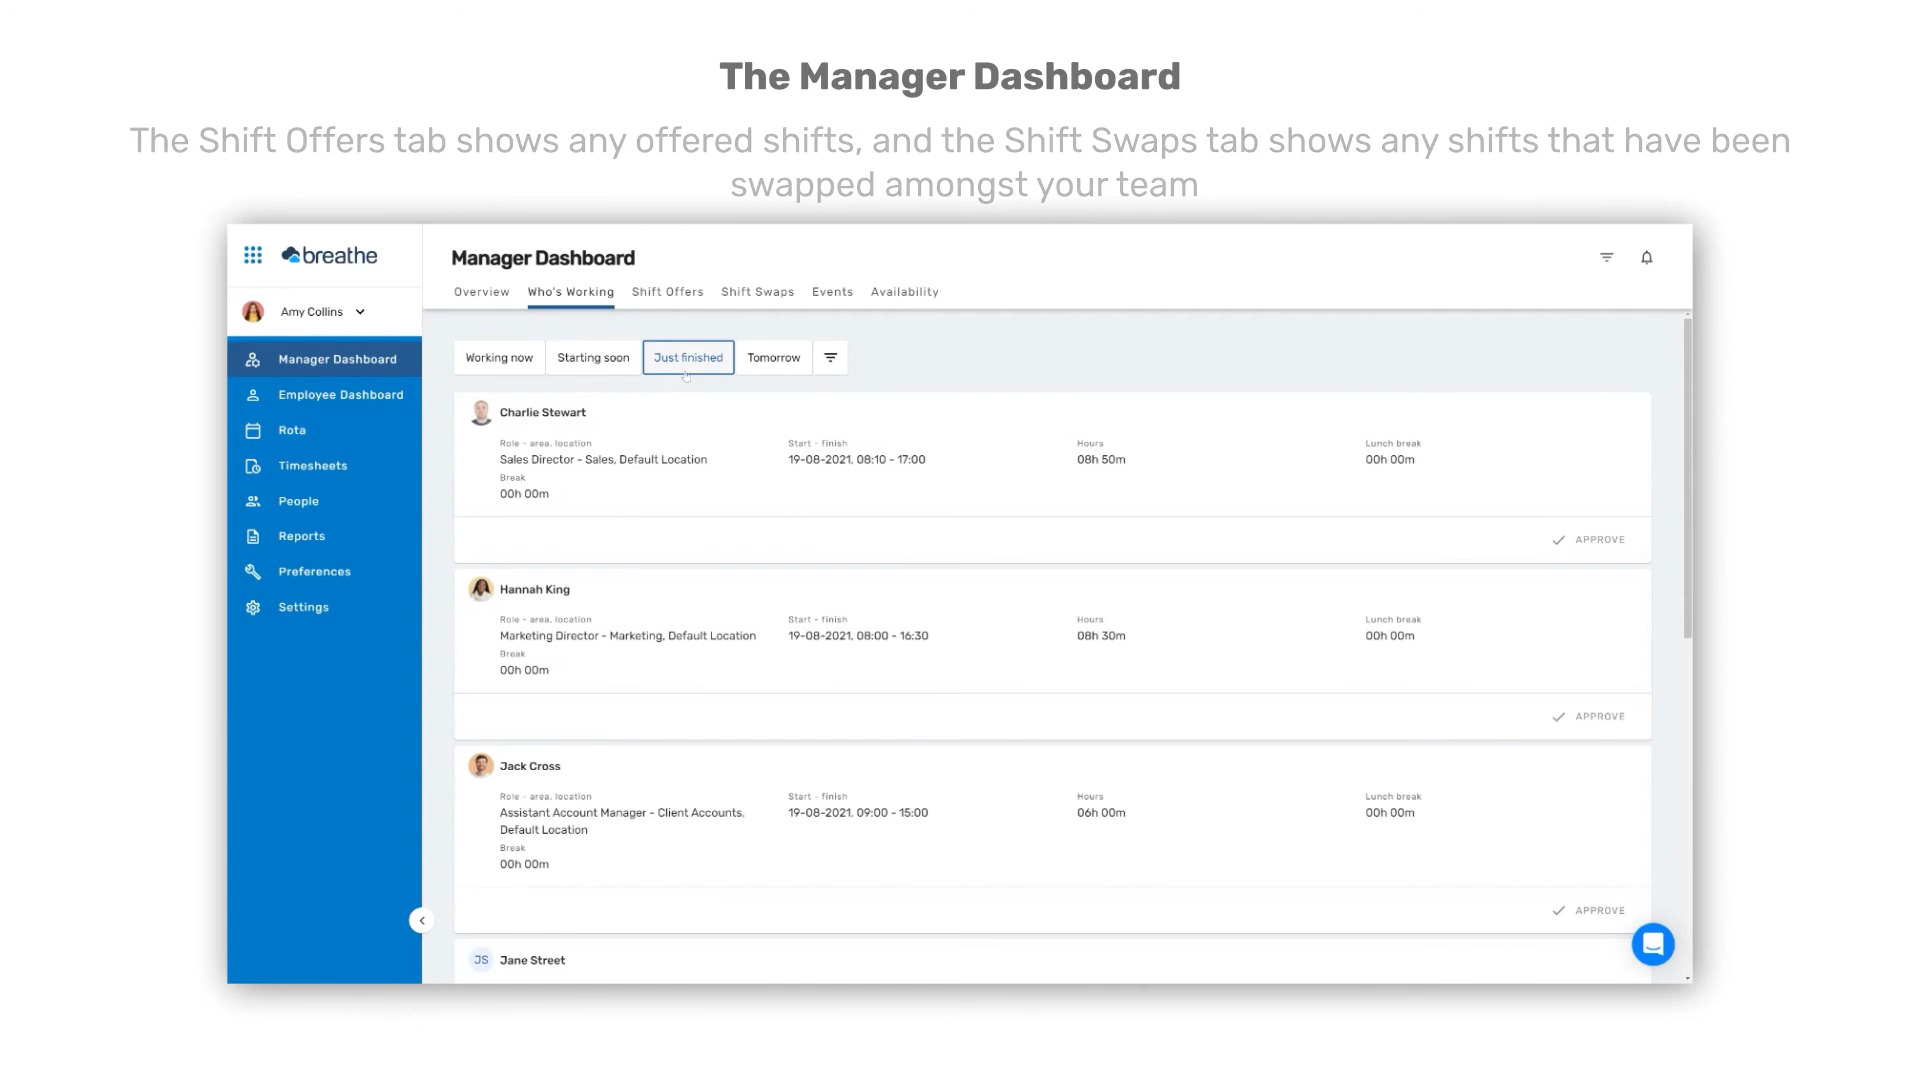 The Manager Dashboard
The Shift Offers tab shows any offered shifts, and the Shift Swaps tab shows any shifts that have been
swapped amongst your team
breathe
Manager Dashboard
Overview Who's Working Shift Offers Shift Swaps Events Availability
Amy Collins
Manager Dashboard
Employee Dashboard
Rota
Timesheets
People
Reports
Preferences
Settings
Working now Starting soon Just finished Tomorrow
Charlie Stewart
Role - area, location Start - finish Hours Lunch break
Sales Director - Sales, Default Location 19-08-2021, 08:10 - 17:00 08h 50m 00h 00m
Break
00h 00m
APPROVE
Hannah King
Role - area, location Start - finish Hours Lunch break
Marketing Director - Marketing, Default Location 19-08-2021, 08:00 - 16:30 08h 30m 00h 00m
Break
00h 00m
APPROVE
Jack Cross
Role - area, location Start - finish Hours Lunch break
Assistant Account Manager - Client Accounts, 19-08-2021, 09:00 - 15:00 06h 00m 00h 00m
Default Location
Break
00h 00m
APPROVE
JS Jane Street